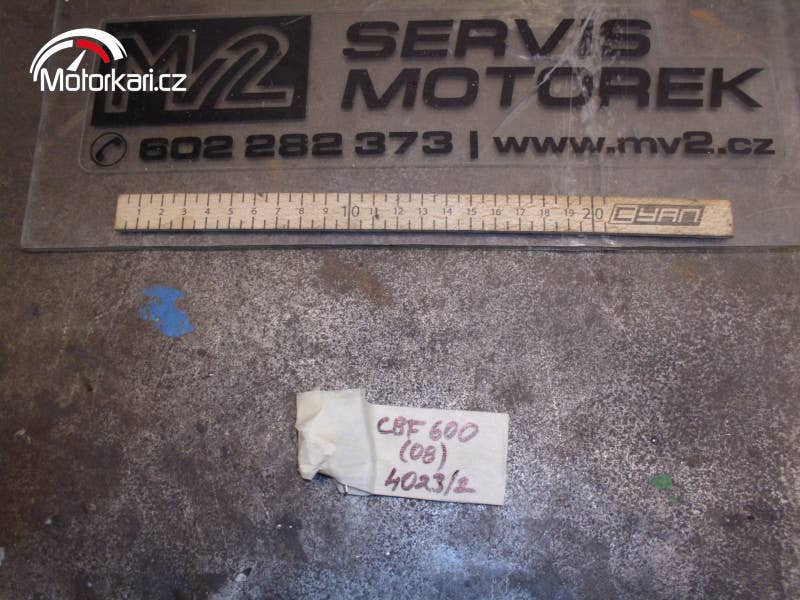 Motorkari.cz
MV2
SERVIS
MOTOREK
602 282 373 | www.mv2.cz
1 2 3 4 5 6 7 8 9 10 11 12 13 14 15 16 17 18 19 20 CYAN
CBF 600
(08)
4023/2